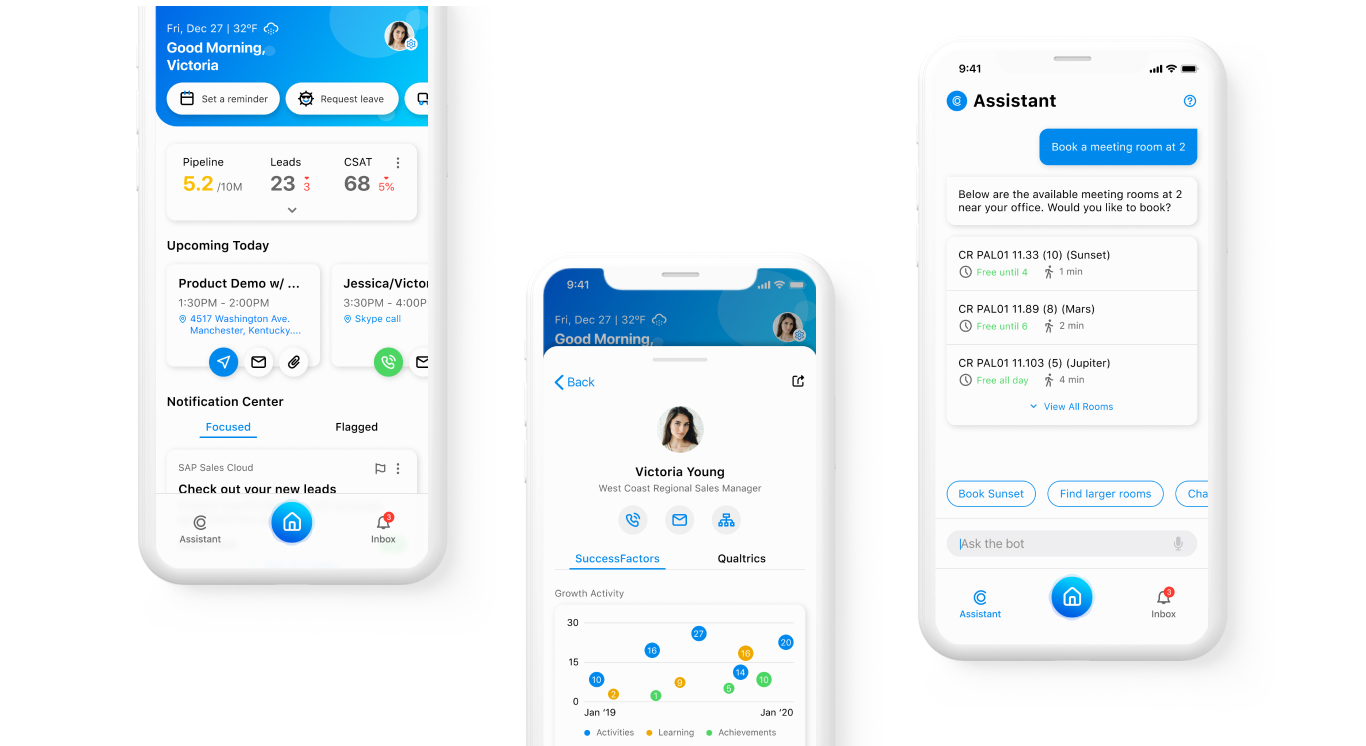 Fri, Dec 27 | 32ºF
Good Morning,
Victoria
Set a reminder
Request leave
Pipeline
Leads
CSAT
5.2 /10M
23 3
68 5%
Upcoming Today
Product Demo w/ ...
1:30PM - 2:00PM
4517 Washington Ave.
Manchester, Kentucky....
Jessica/Victor
3:30PM - 4:00P
Skype call
Notification Center
Focused
Flagged
SAP Sales Cloud
Check out your new leads
Assistant
3
Inbox
9:41
Fri, Dec 27 | 32ºF
Good Morning,
Back
Victoria Young
West Coast Regional Sales Manager
SuccessFactors
Qualtrics
Growth Activity
30
15
0
10
2
16
1
9
27
5
14
16
10
20
Jan ‘19
Jan ‘20
Activities
Learning
Achievements
9:41
Assistant
Book a meeting room at 2
Below are the available meeting rooms at 2
near your office. Would you like to book?
CR PAL01 11.33 (10) (Sunset)
Free until 4
1 min
CR PAL01 11.89 (8) (Mars)
Free until 6
2 min
CR PAL01 11.103 (5) (Jupiter)
Free all day
4 min
View All Rooms
Book Sunset
Find larger rooms
Cha
Ask the bot
Assistant
3
Inbox